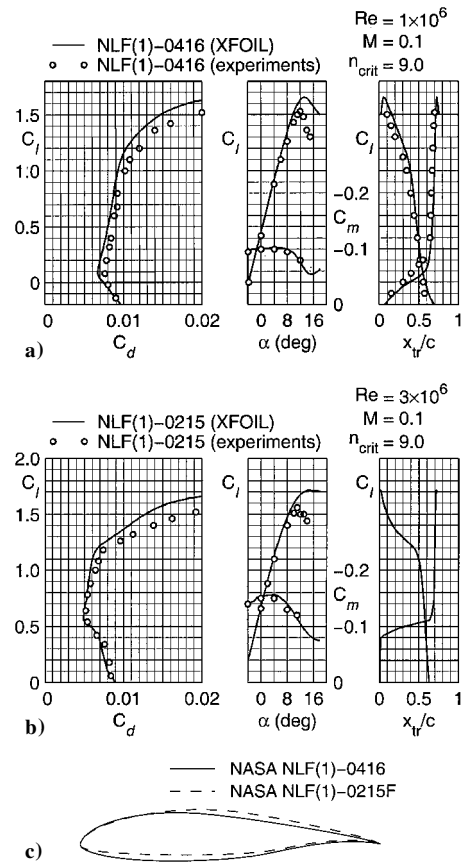 Re = 1×10⁶
M = 0.1
n_crit = 9.0
NLF(1)-0416 (XFOIL)
NLF(1)-0416 (experiments)
C_l
1.5
1.0
0.5
0
0
0.01
0.02
C_d
C_l
-0.2
C_m
-0.1
0
0
8
16
α (deg)
C_l
0
0.5
1
x_tr/c
a)
Re = 3×10⁶
M = 0.1
n_crit = 9.0
NLF(1)-0215 (XFOIL)
NLF(1)-0215 (experiments)
2.0
C_l
1.5
1.0
0.5
0
0
0.01
0.02
C_d
C_l
-0.2
C_m
-0.1
0
0
8
16
α (deg)
C_l
0
0.5
1
x_tr/c
b)
NASA NLF(1)-0416
NASA NLF(1)-0215F
c)